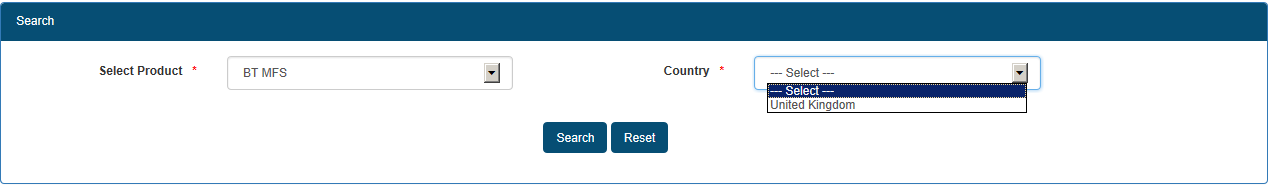 Search
Select Product * BT MFS Country * --- Select ---
--- Select ---
United Kingdom
Search Reset